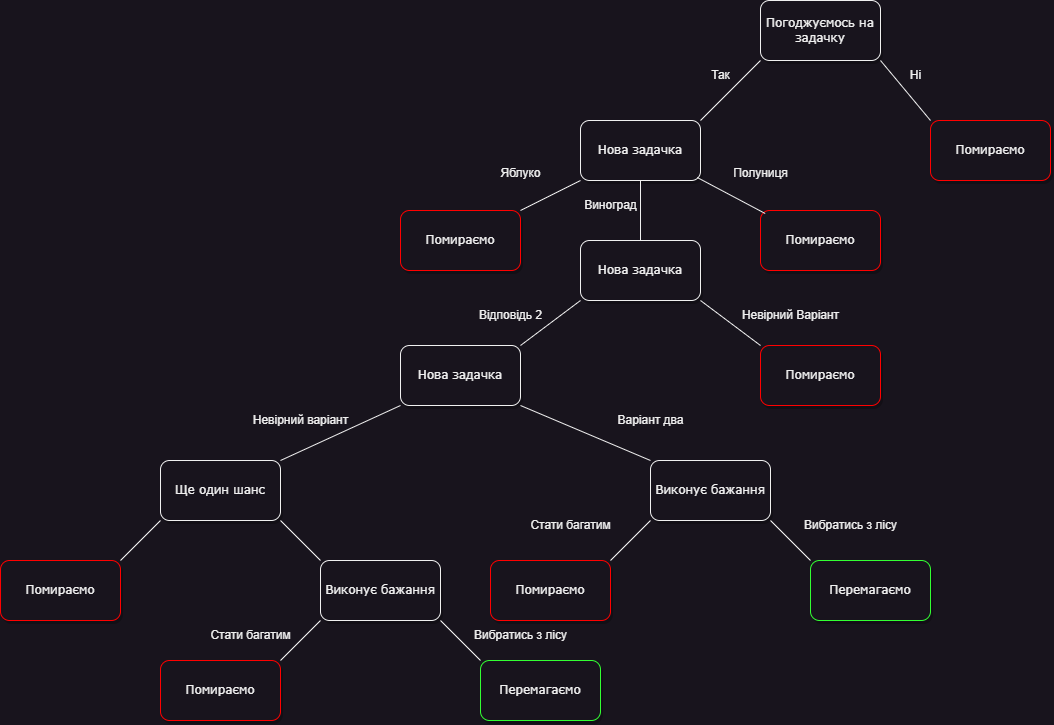 Погоджуємось на
задачку
Так
Ні
Нова задачка
Помираємо
Яблуко
Полуниця
Виноград
Помираємо
Помираємо
Нова задачка
Відповідь 2
Невірний Варіант
Нова задачка
Помираємо
Невірний варіант
Варіант два
Ще один шанс
Виконує бажання
Стати багатим
Вибратись з лісу
Помираємо
Виконує бажання
Помираємо
Перемагаємо
Стати багатим
Вибратись з лісу
Помираємо
Перемагаємо